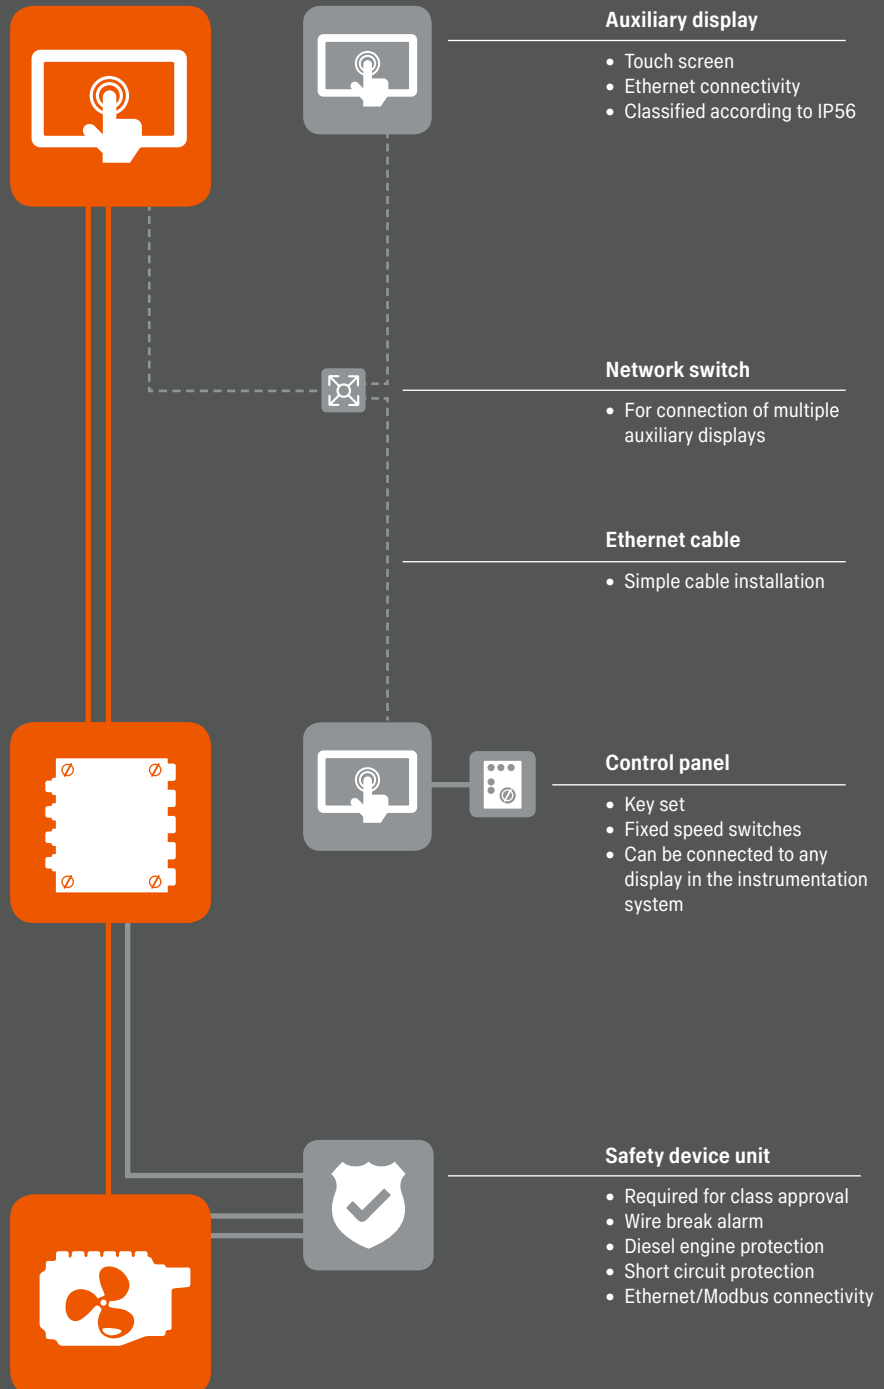 Auxiliary display
• Touch screen
• Ethernet connectivity
• Classified according to IP56
Network switch
• For connection of multiple
auxiliary displays
Ethernet cable
• Simple cable installation
Control panel
• Key set
• Fixed speed switches
• Can be connected to any
display in the instrumentation
system
Safety device unit
• Required for class approval
• Wire break alarm
• Diesel engine protection
• Short circuit protection
• Ethernet/Modbus connectivity